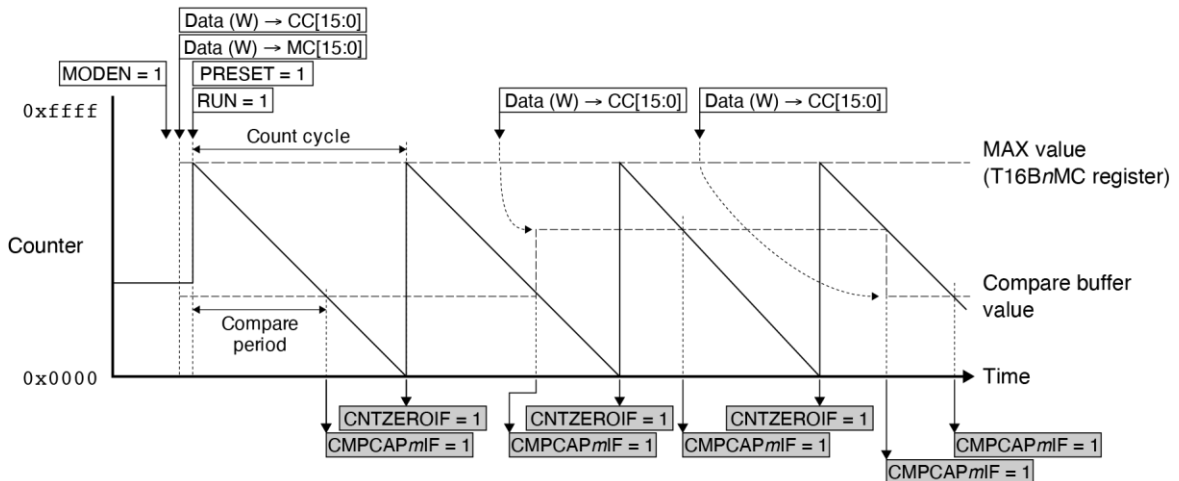 Data (W) → CC[15:0]
Data (W) → MC[15:0]
MODEN = 1
PRESET = 1
RUN = 1
Data (W) → CC[15:0]
Data (W) → CC[15:0]
0xffff
Count cycle
MAX value
(T16BnMC register)
Counter
Compare buffer
value
Compare
period
0x0000
Time
CNTZEROIF = 1
CNTZEROIF = 1
CNTZEROIF = 1
CMPCAPmIF = 1
CMPCAPmIF = 1
CMPCAPmIF = 1
CMPCAPmIF = 1
CMPCAPmIF = 1